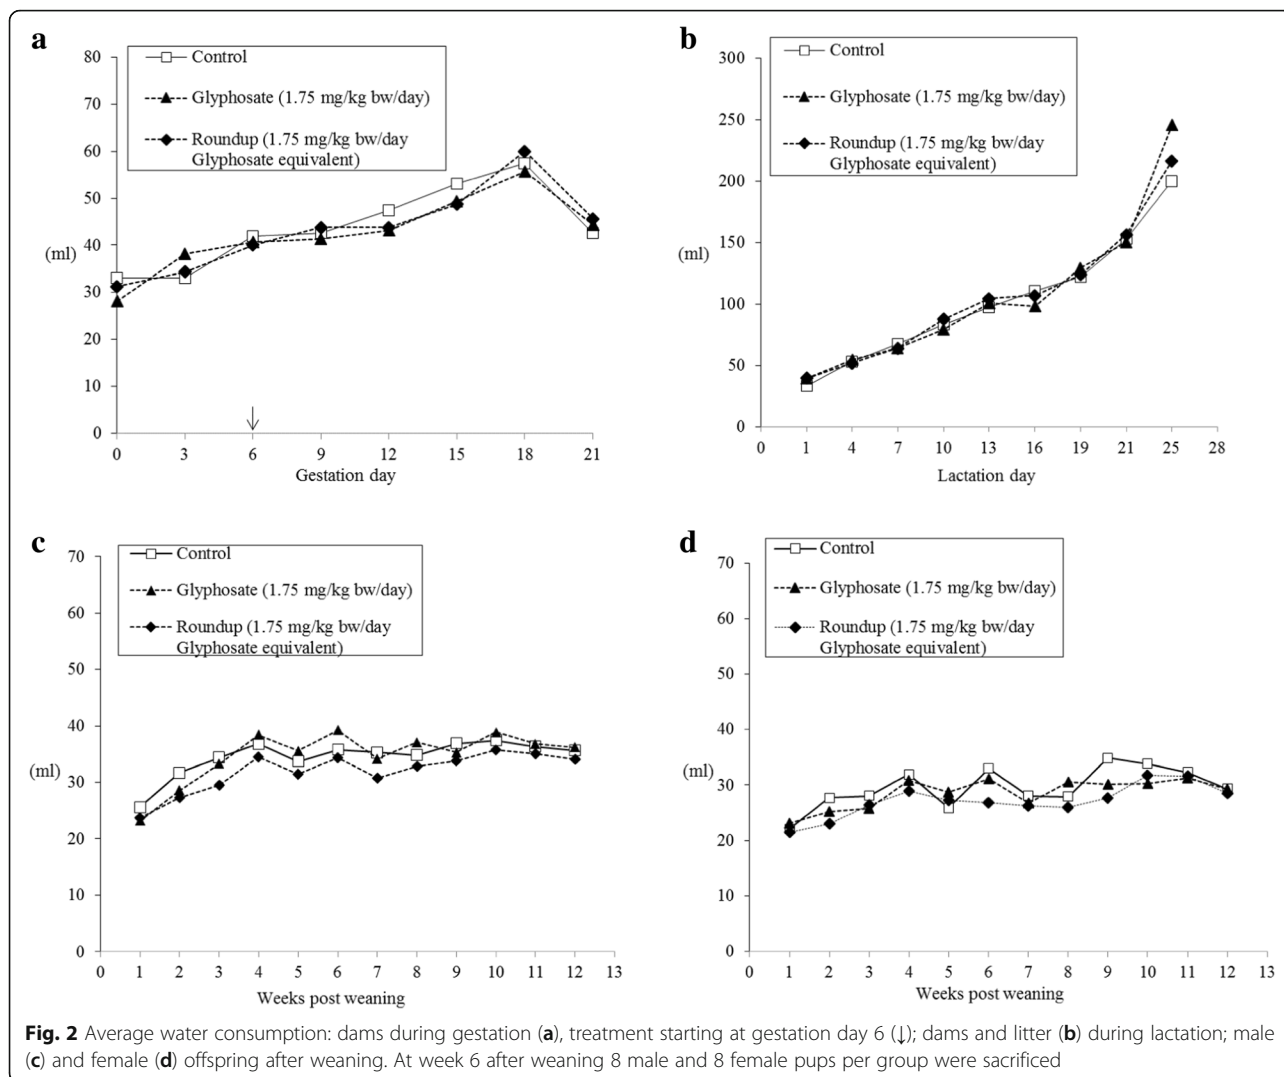 a
80
70
60
50
40
30
20
10
0
(ml)
Control
Glyphosate (1.75 mg/kg bw/day)
Roundup (1.75 mg/kg bw/day
Glyphosate equivalent)
0 3 6 9 12 15 18 21
Gestation day
b
300
250
200
150
100
50
0
(ml)
Control
Glyphosate (1.75 mg/kg bw/day)
Roundup (1.75 mg/kg bw/day
Glyphosate equivalent)
0 1 4 7 10 13 16 19 21 25 28
Lactation day
c
70
60
50
40
30
20
10
0
(ml)
Control
Glyphosate (1.75 mg/kg bw/day)
Roundup (1.75 mg/kg bw/day
Glyphosate equivalent)
0 1 2 3 4 5 6 7 8 9 10 11 12 13
Weeks post weaning
d
70
60
50
40
30
20
10
0
(ml)
Control
Glyphosate (1.75 mg/kg bw/day)
Roundup (1.75 mg/kg bw/day
Glyphosate equivalent)
0 1 2 3 4 5 6 7 8 9 10 11 12 13
Weeks post weaning
Fig. 2 Average water consumption: dams during gestation (a), treatment starting at gestation day 6 (↓); dams and litter (b) during lactation; male
(c) and female (d) offspring after weaning. At week 6 after weaning 8 male and 8 female pups per group were sacrificed